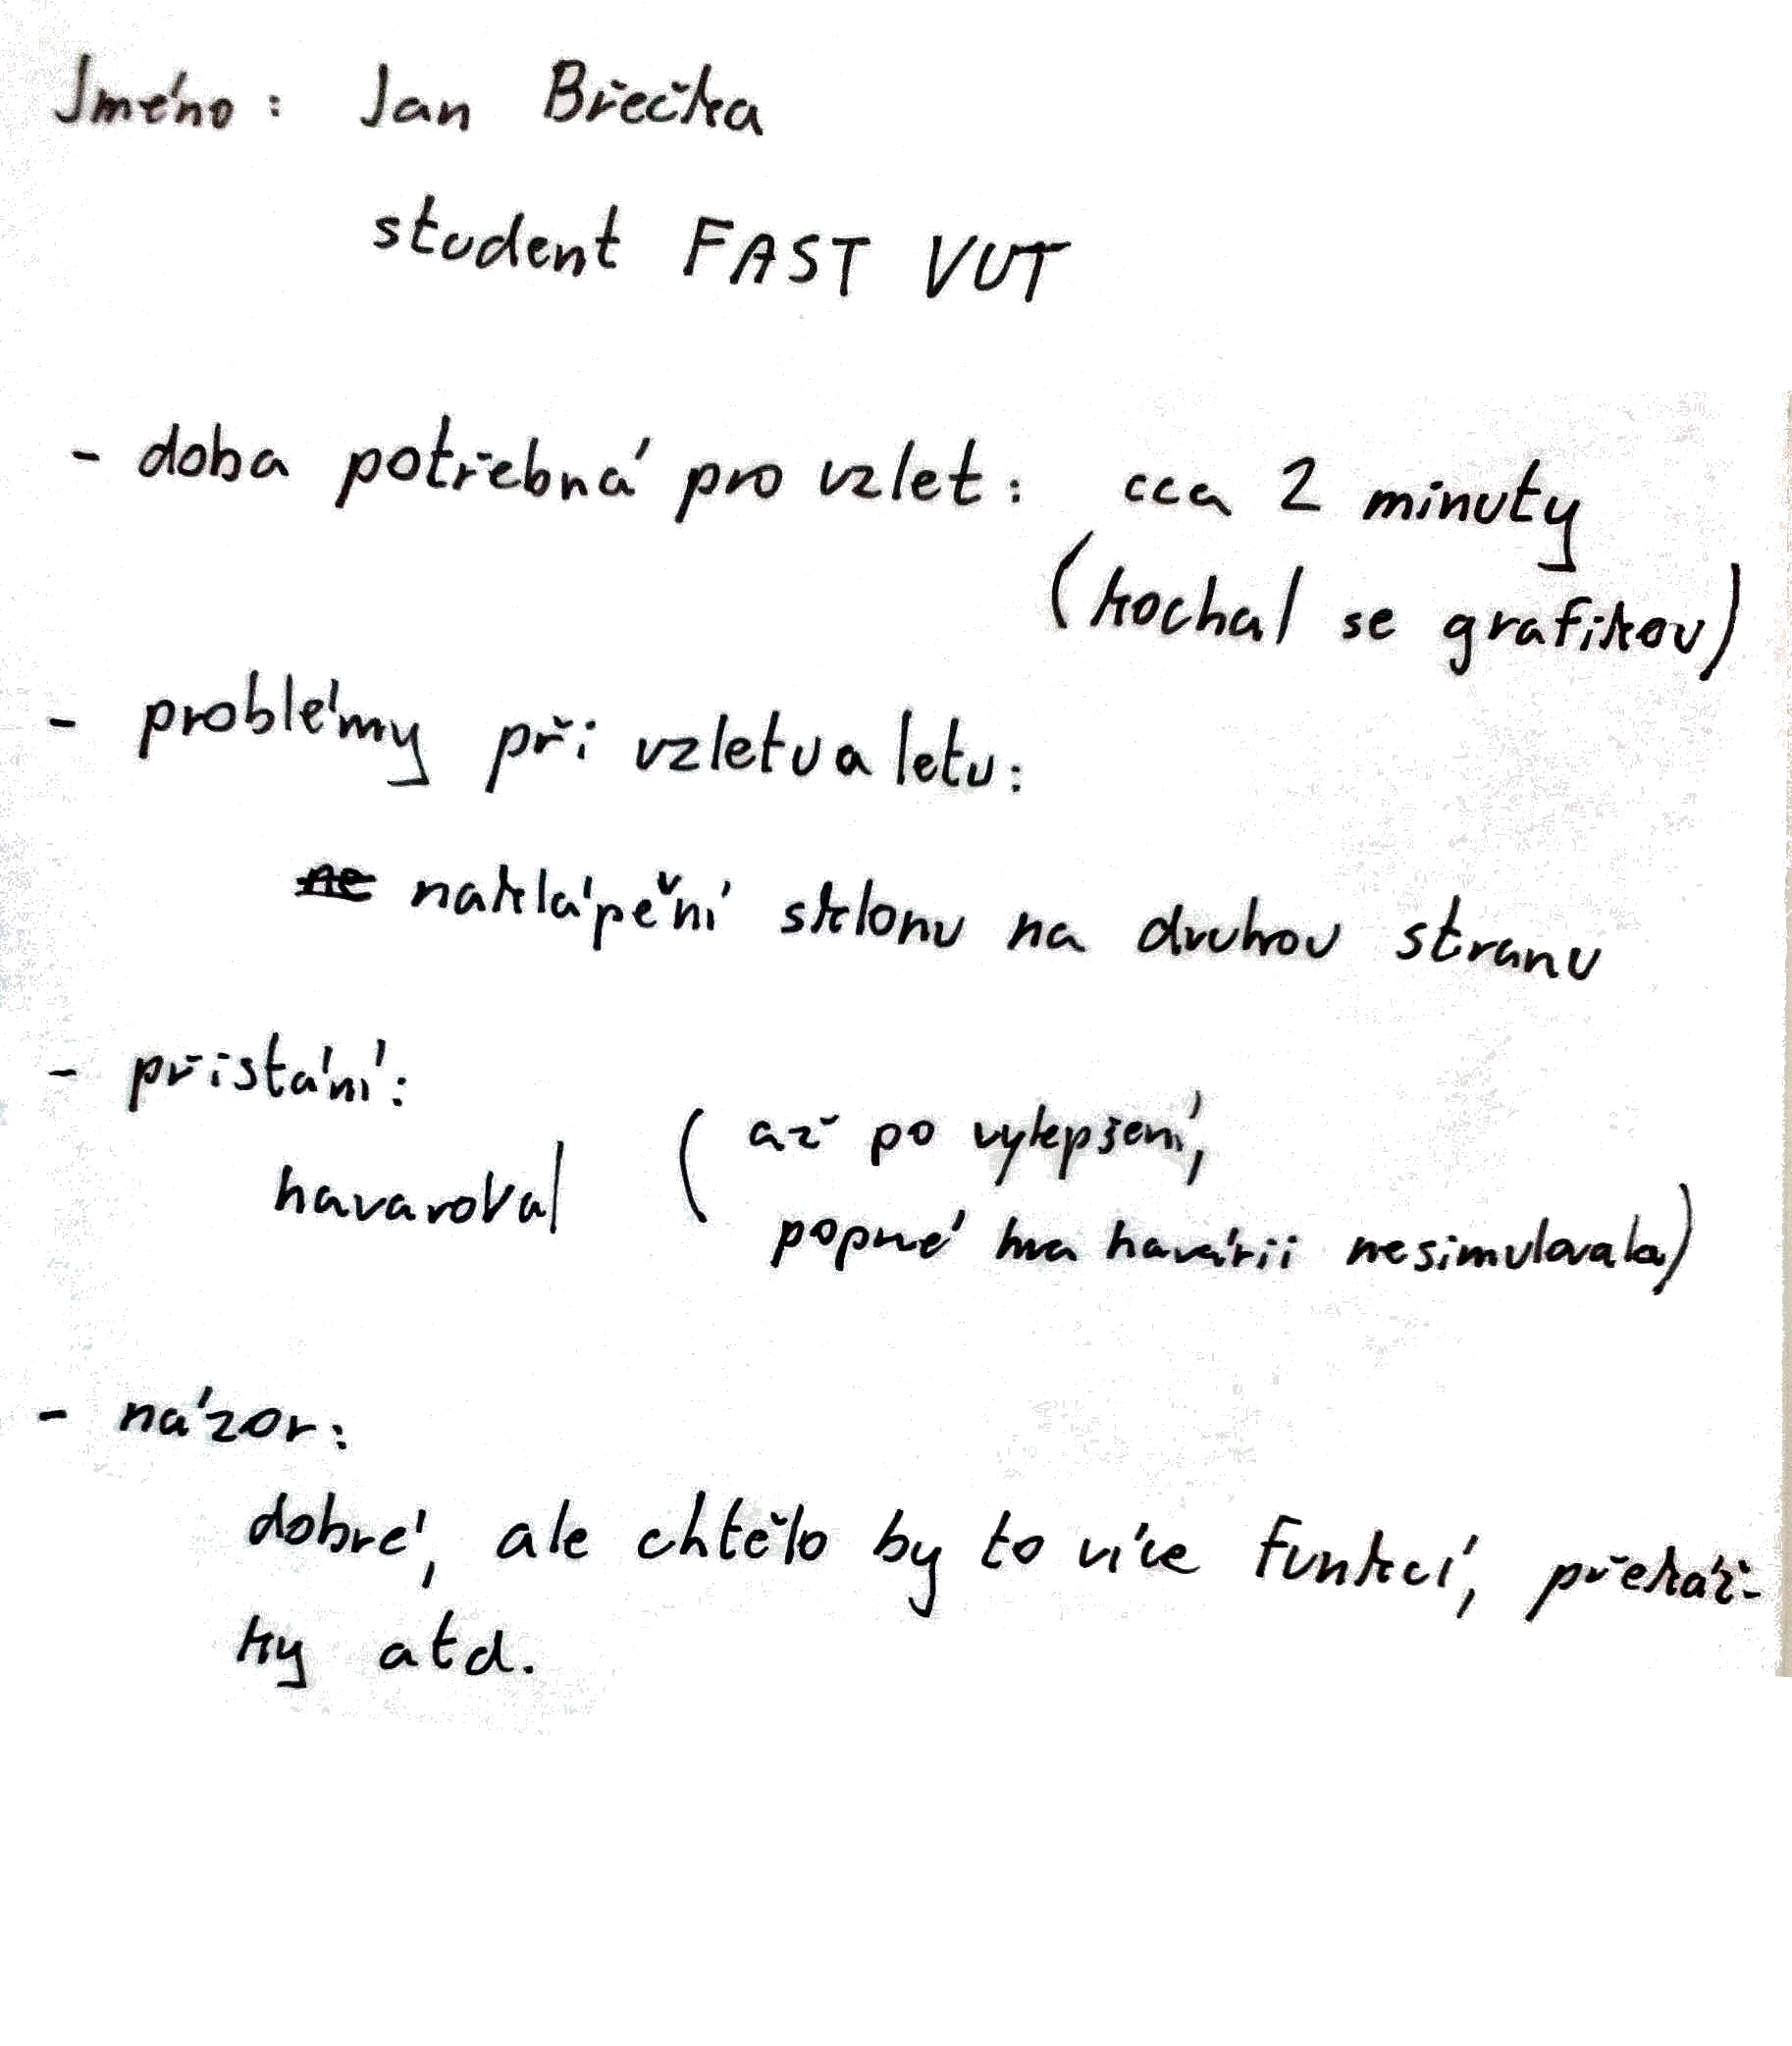 Jméno: Jan Břečka
student FAST VUT
- doba potřebná pro vzlet: cca 2 minuty
(kochal se grafikou)
- problémy při vzletu a letu:
ne naklápění sklonu na druhou stranu
- přistání:
(až po vylepšení,
havaroval
poprvé hra havárii nesimulovala)
- názor:
dobré, ale chtělo by to více funkcí, překáž-
ky atd.